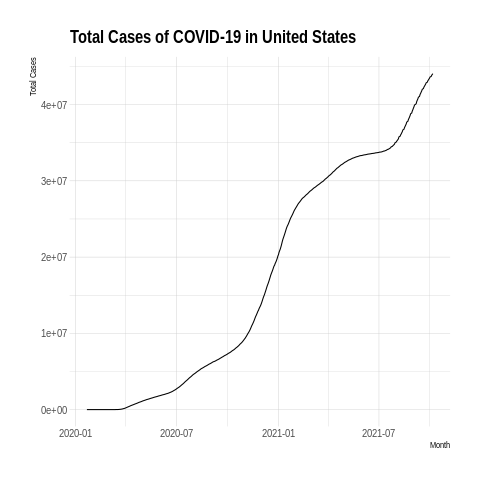 Total Cases of COVID-19 in United States
Total Cases
4e+07
3e+07
2e+07
1e+07
0e+00
2020-01 2020-07 2021-01 2021-07
Month